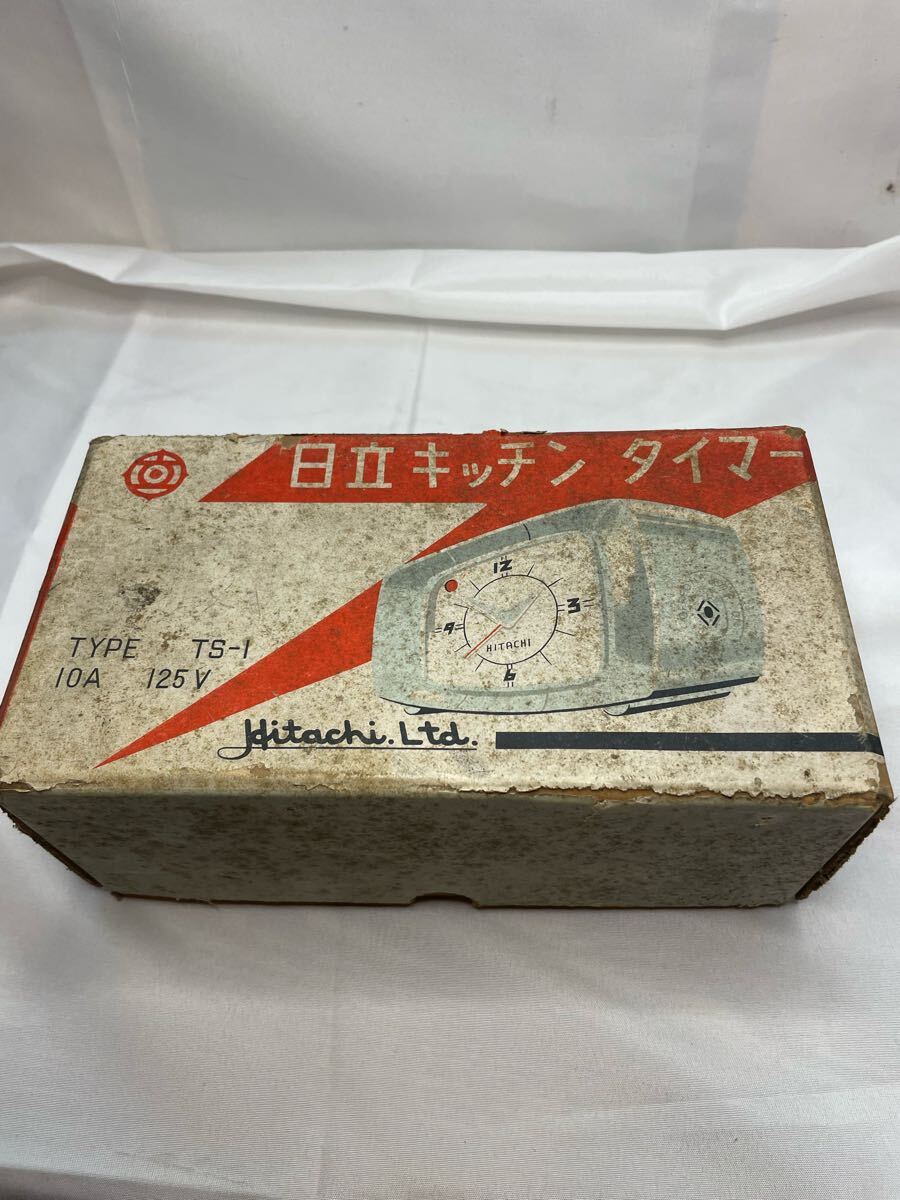 日立キッチン タイマー
12
3
6
9
HITACHI
TYPE TS-1
10A 125V
Hitachi. Ltd.